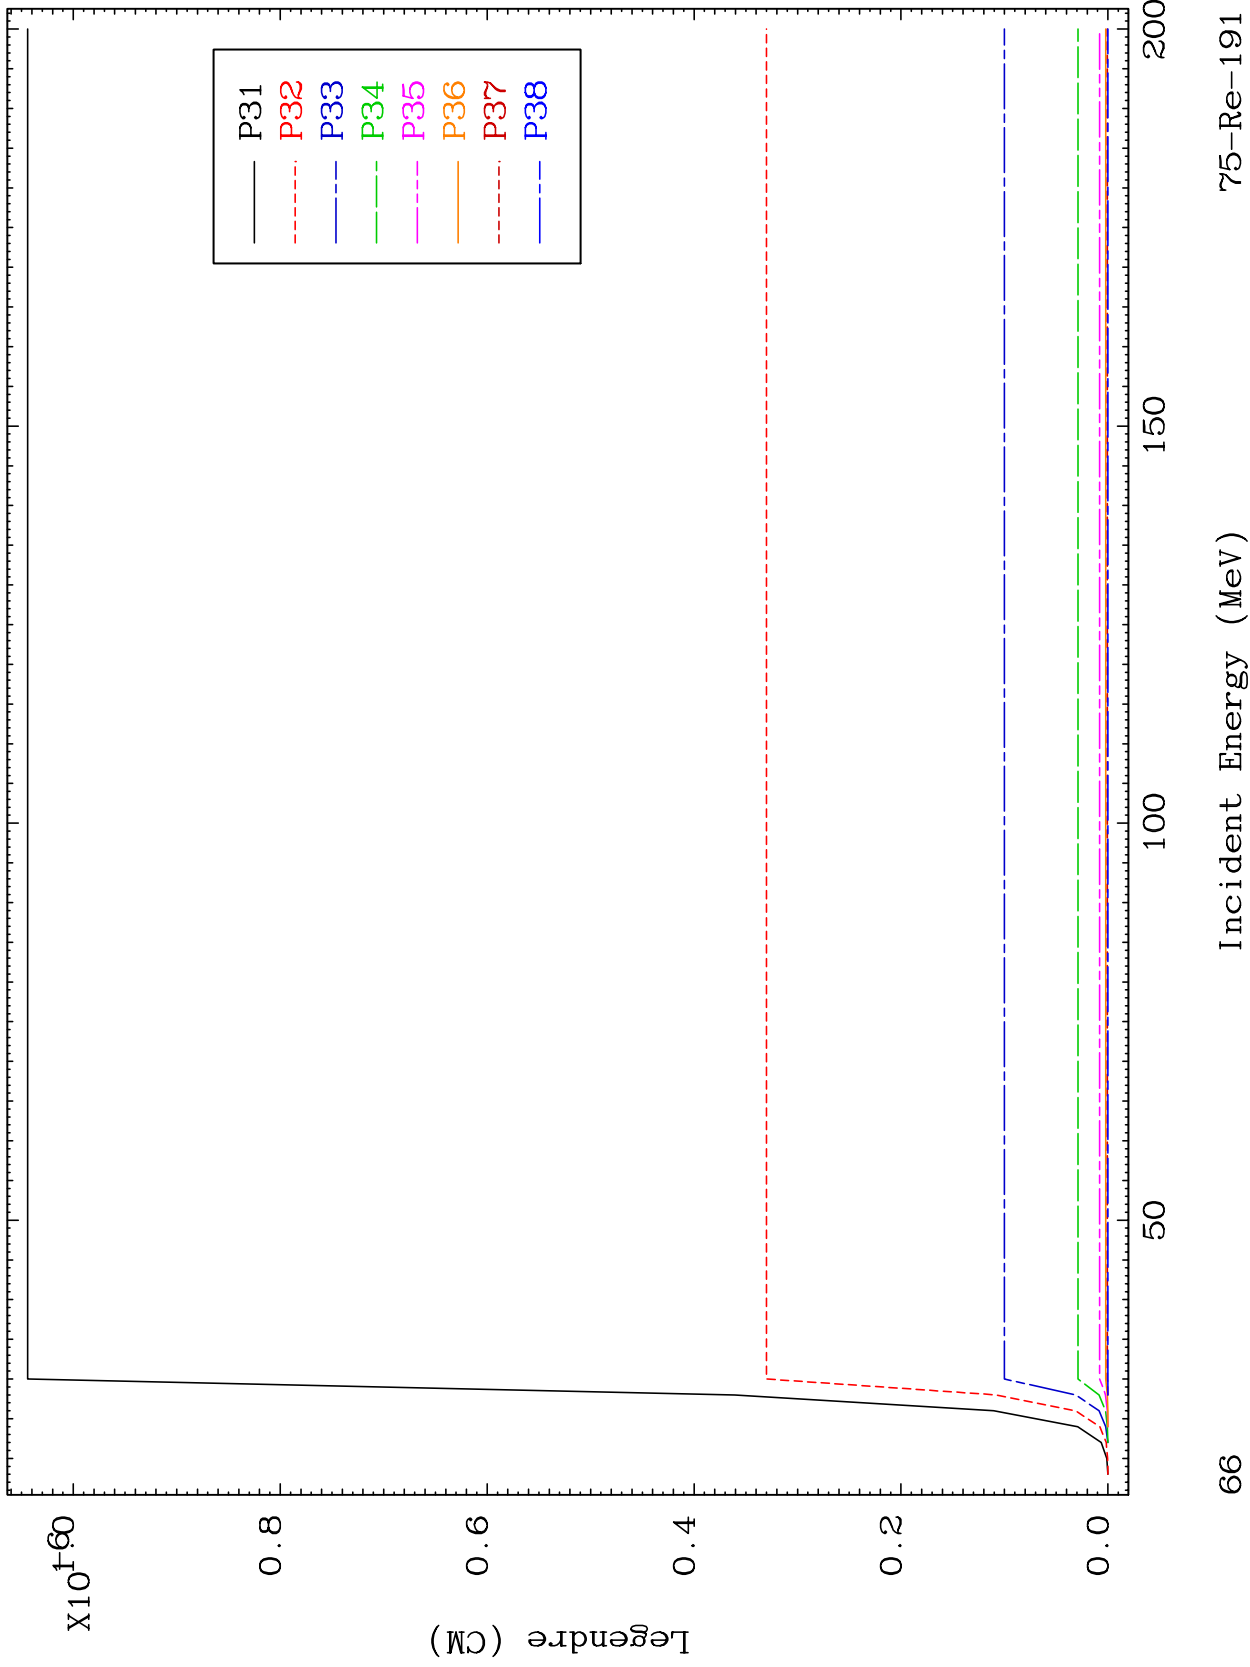 X10-6
1.0
0.8
0.6
0.4
0.2
0.0
Legendre (CM)
P31
P32
P33
P34
P35
P36
P37
P38
50
100
150
200
66
Incident Energy (MeV)
75-Re-191